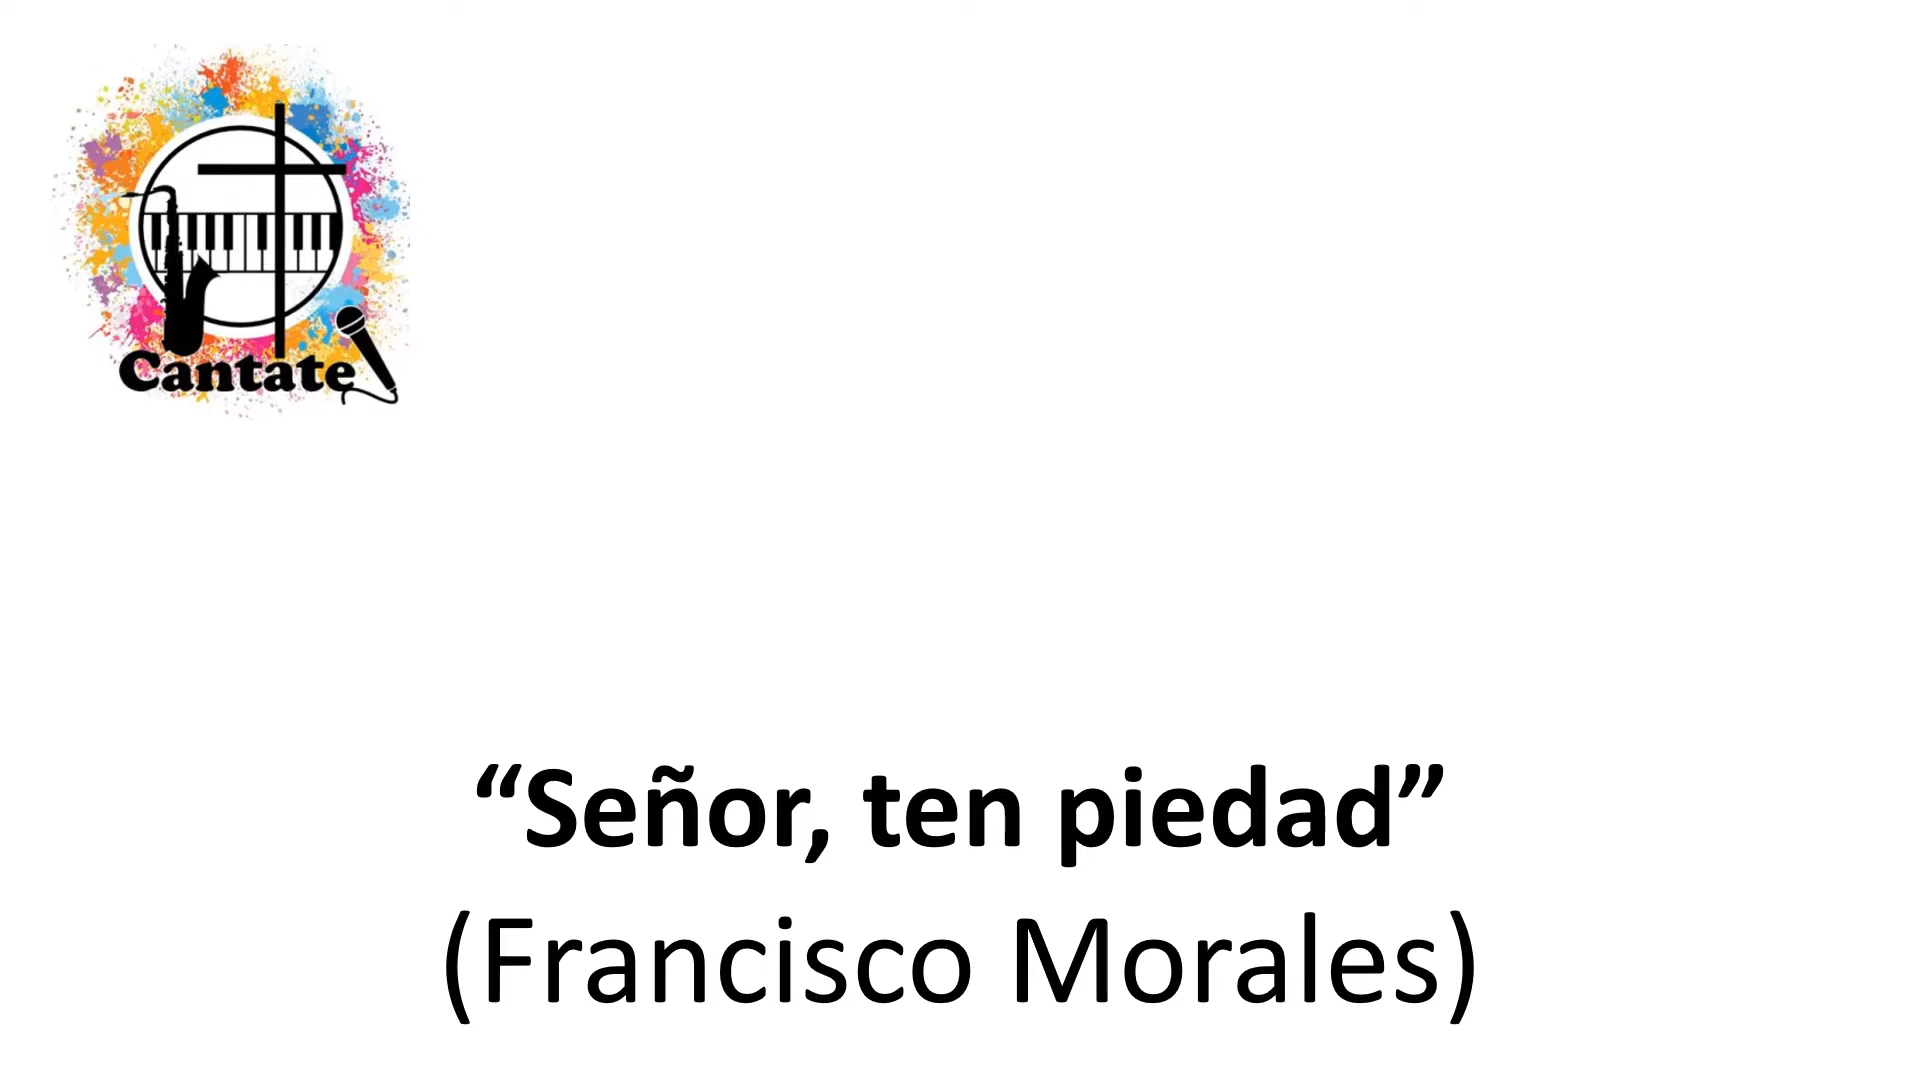 Cantate
“Señor, ten piedad”
(Francisco Morales)